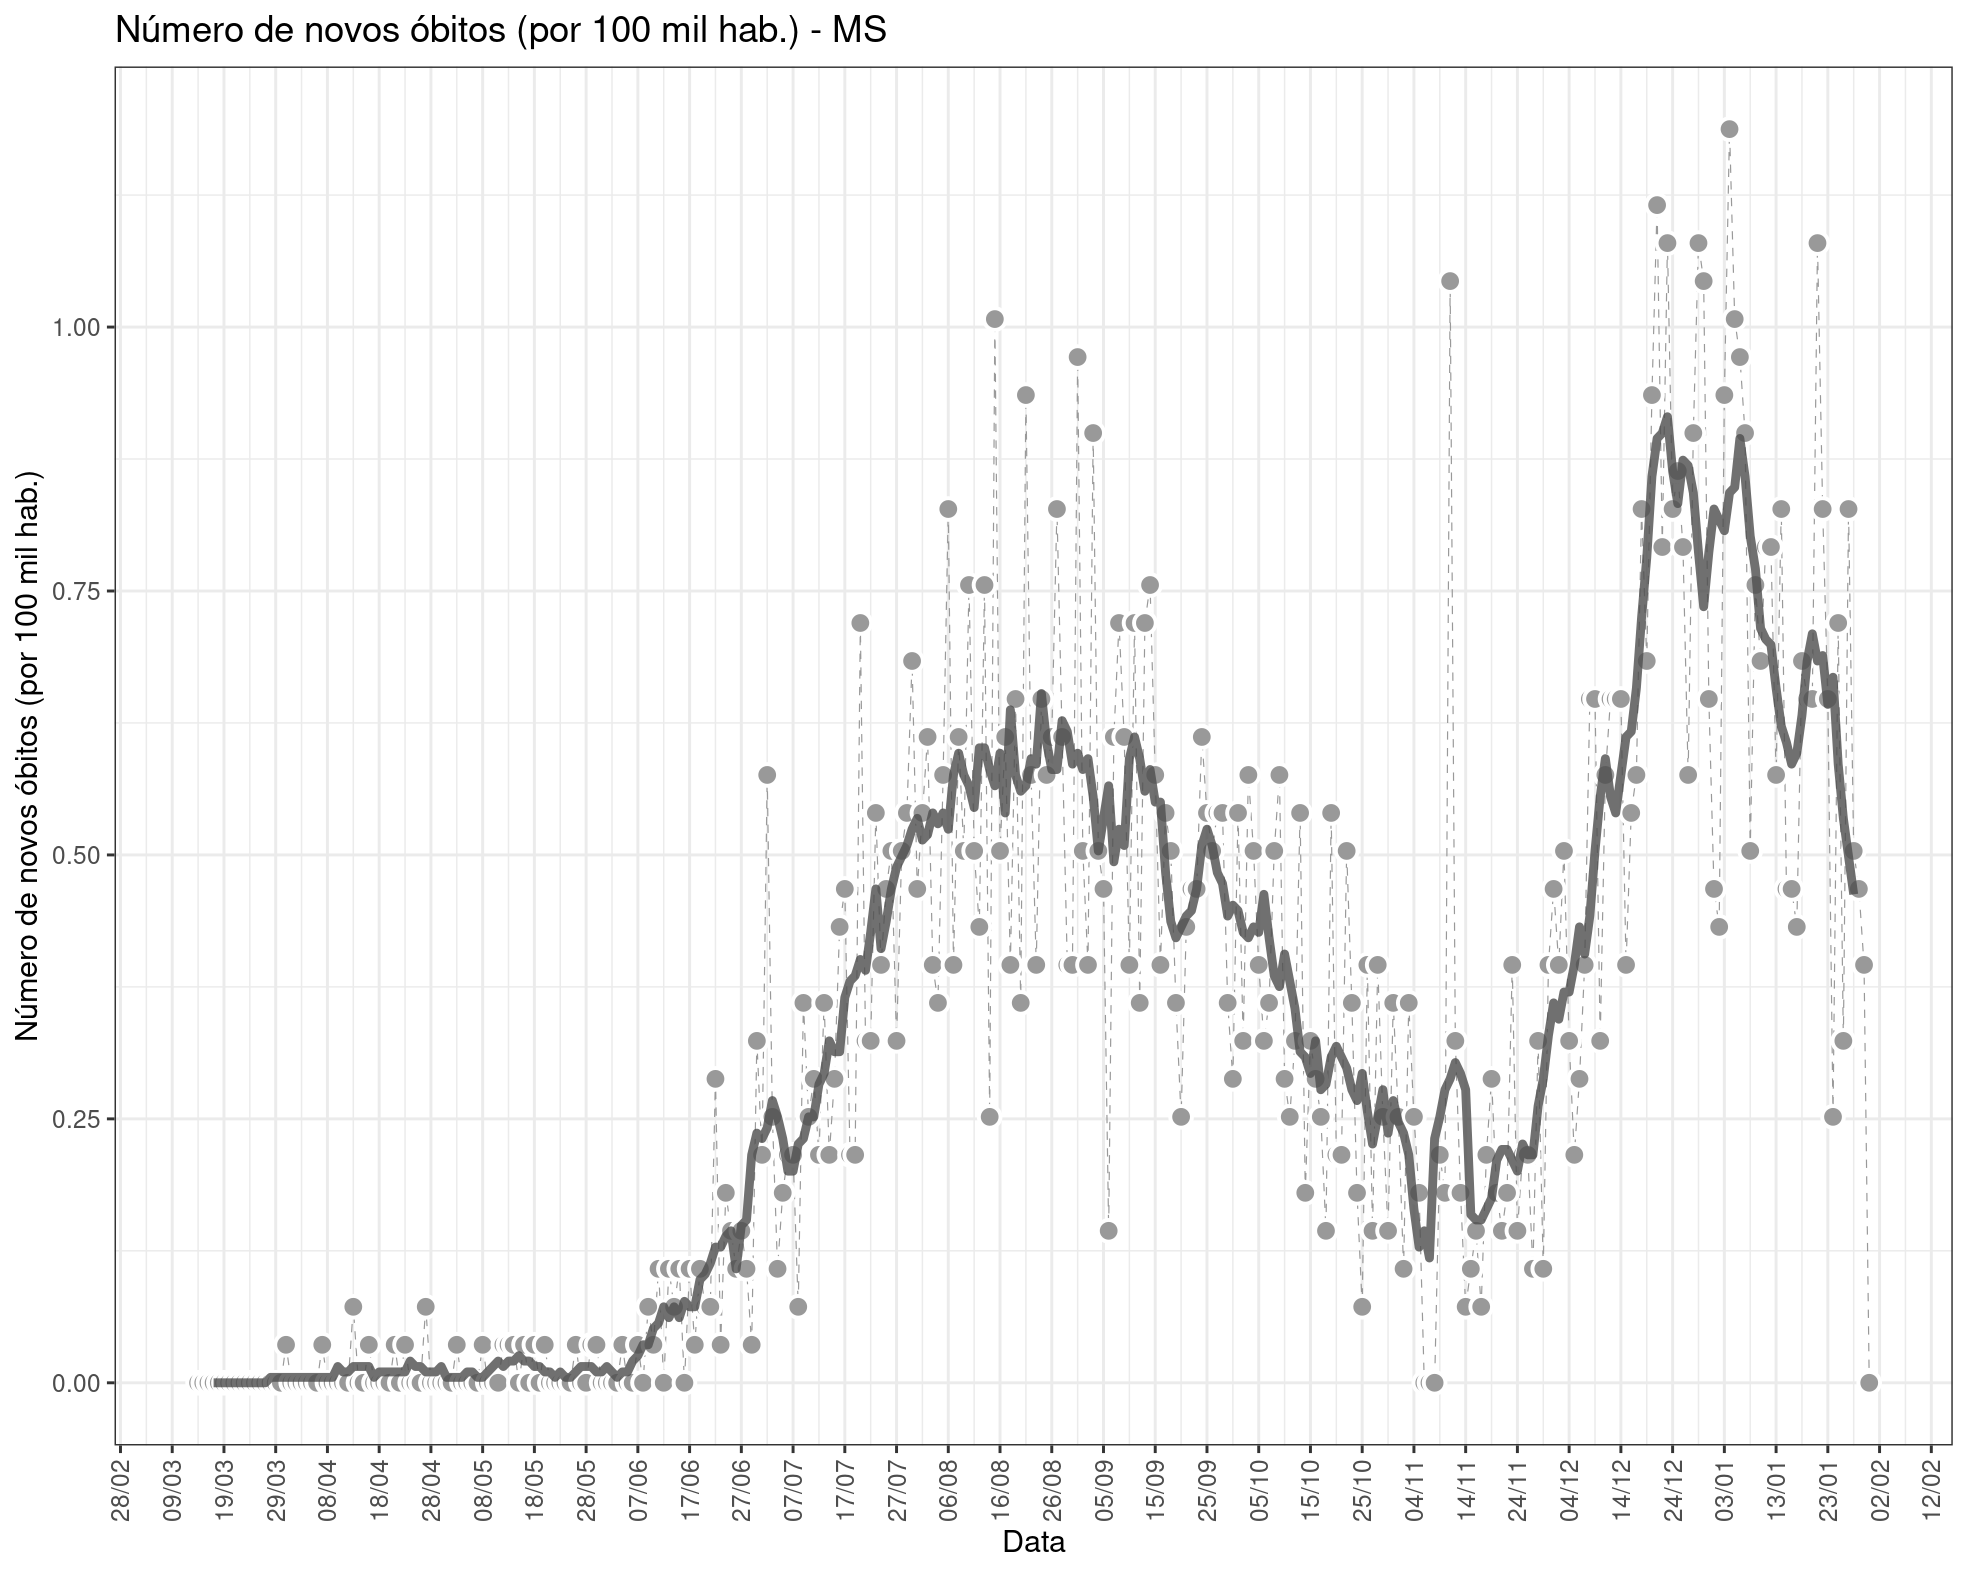 Número de novos óbitos (por 100 mil hab.) - MS
Número de novos óbitos (por 100 mil hab.)
1.00
0.75
0.50
0.25
0.00
28/02 09/03 19/03 29/03 08/04 18/04 28/04 08/05 18/05 28/05 07/06 17/06 27/06 07/07 17/07 27/07 06/08 16/08 26/08 05/09 15/09 25/09 05/10 15/10 25/10 04/11 14/11 24/11 04/12 14/12 24/12 03/01 13/01 23/01 02/02 12/02
Data